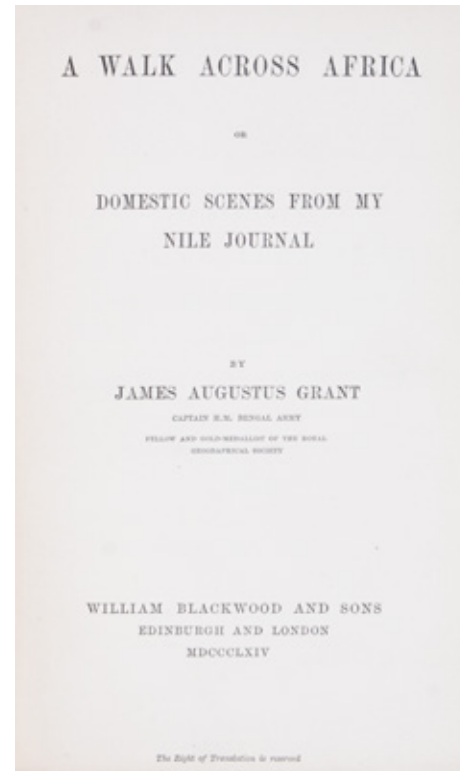 A WALK ACROSS AFRICA
OR
DOMESTIC SCENES FROM MY
NILE JOURNAL
BY
JAMES AUGUSTUS GRANT
CAPTAIN H.M. BENGAL ARMY
FELLOW AND GOLD-MEDALLIST OF THE ROYAL
GEOGRAPHICAL SOCIETY
WILLIAM BLACKWOOD AND SONS
EDINBURGH AND LONDON
MDCCCLXIV
The Right of Translation is reserved